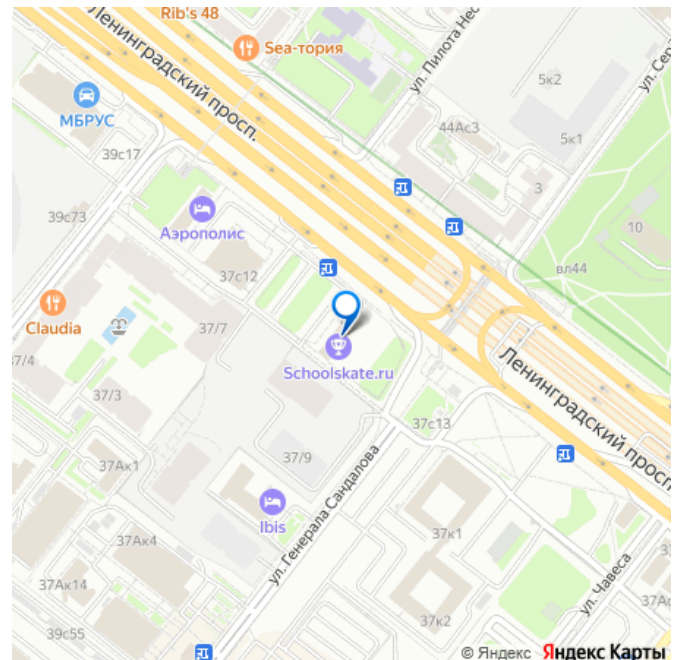 Rib's 48
Sea-тория
Ленинградский просп.
ул. Пилота Нес
ул. Сера
5к2
МБРУС
44Ас3
5к1
39с17
3
Аэрополис
39с73
10
37с12
вл44
Claudia
37/7
37/4
Schoolskate.ru
Ленинградский просп.
37/3
37с13
37Ак1
37/9
Ibis
ул. Генерала Сандалова
37Ак4
37к1
ул. Чавеса
37Ак14
37к2
39с55
© Яндекс Яндекс Карты